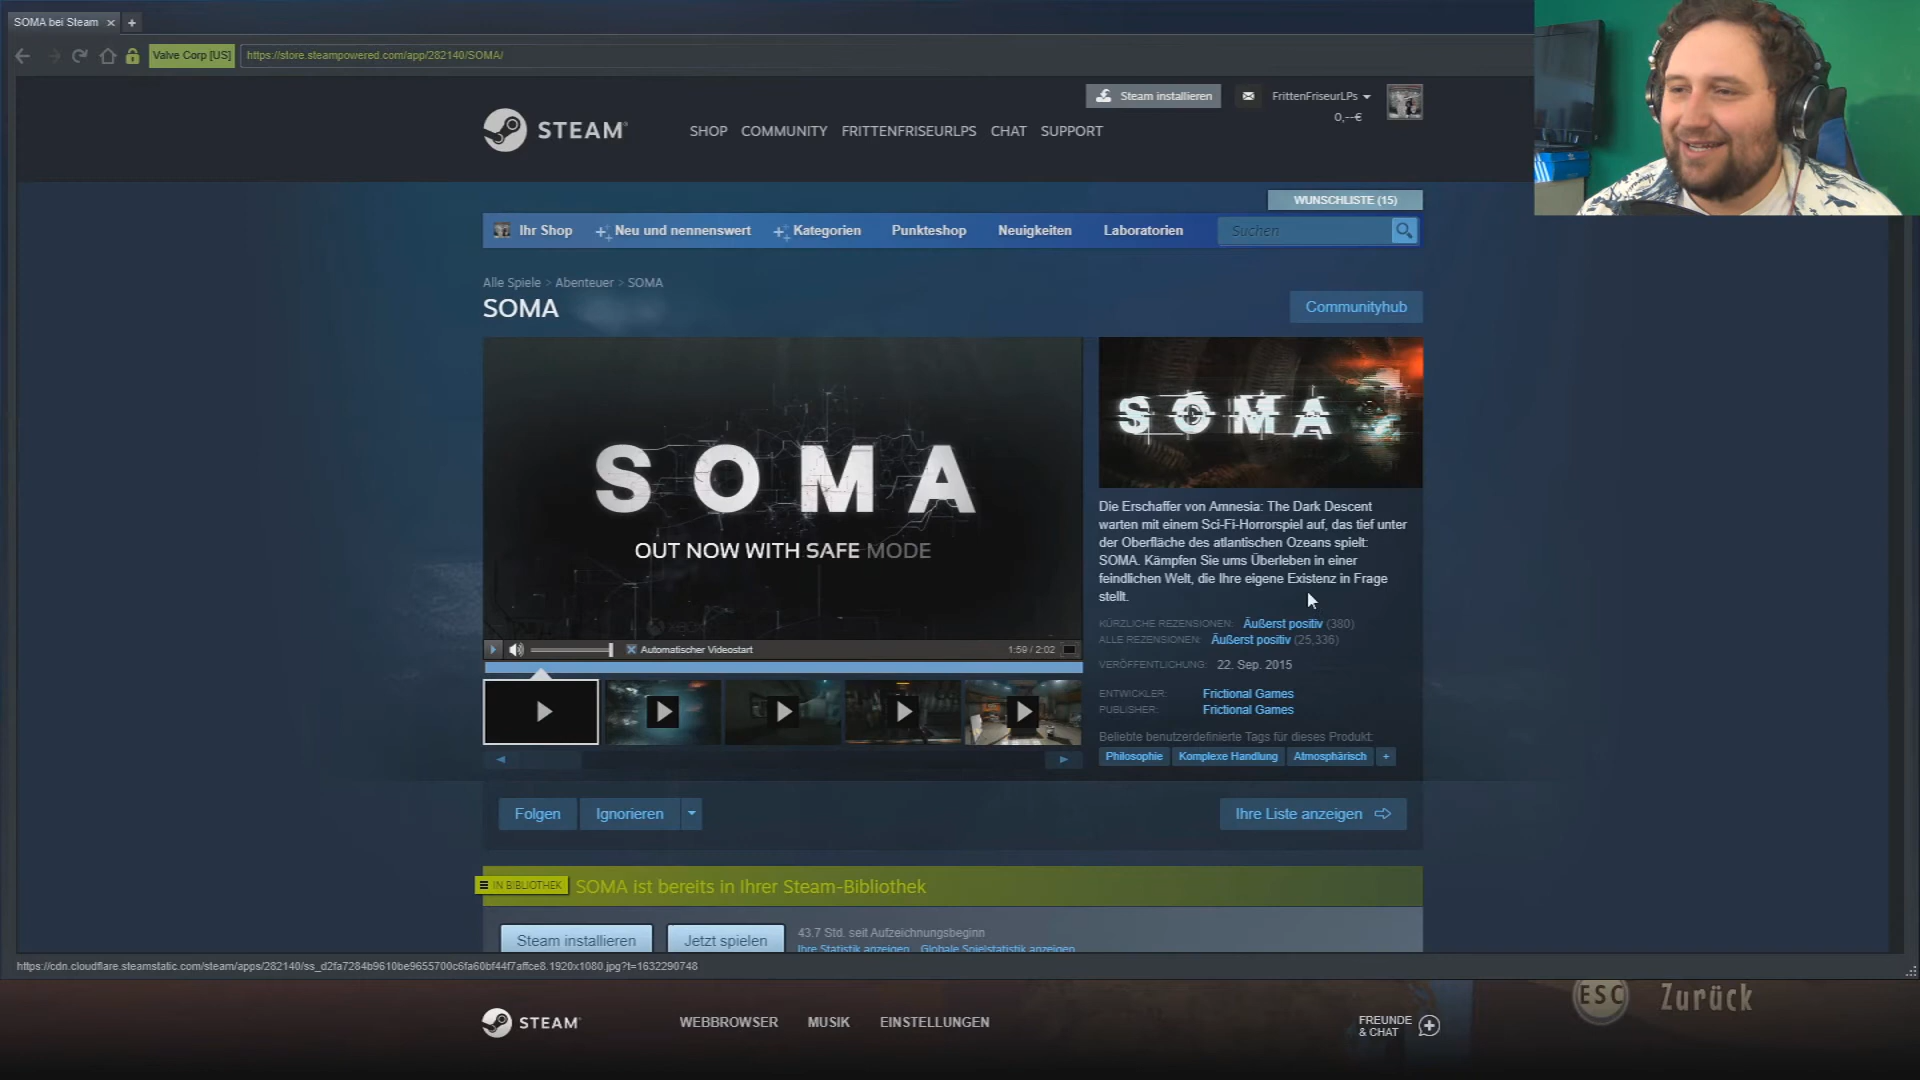 SOMA bei Steam
Valve Corp [US]
https://store.steampowered.com/app/282140/SOMA/
Steam installieren
FrittenFriseurLPs
0,--€
STEAM
SHOP
COMMUNITY
FRITTENFRISEURLPS
CHAT
SUPPORT
WUNSCHLISTE (15)
Ihr Shop
Neu und nennenswert
Kategorien
Punkteshop
Neuigkeiten
Laboratorien
Suchen
Alle Spiele > Abenteuer > SOMA
SOMA
Communityhub
SOMA
OUT NOW WITH SAFE MODE
Automatischer Videostart
1:59 / 2:02
SOMA
Die Erschaffer von Amnesia: The Dark Descent
warten mit einem Sci-Fi-Horrorspiel auf, das tief unter
der Oberfläche des atlantischen Ozeans spielt:
SOMA. Kämpfen Sie ums Überleben in einer
feindlichen Welt, die Ihre eigene Existenz in Frage
stellt.
KÜRZLICHE REZENSIONEN: Äußerst positiv (380)
ALLE REZENSIONEN: Äußerst positiv (25,336)
VERÖFFENTLICHUNG: 22. Sep. 2015
ENTWICKLER: Frictional Games
PUBLISHER: Frictional Games
Beliebte benutzerdefinierte Tags für dieses Produkt:
Philosophie
Komplexe Handlung
Atmosphärisch
+
Folgen
Ignorieren
Ihre Liste anzeigen
IN BIBLIOTHEK
SOMA ist bereits in Ihrer Steam-Bibliothek
Steam installieren
Jetzt spielen
43.7 Std. seit Aufzeichnungsbeginn
Ihre Statistik anzeigen
Globale Spielstatistik anzeigen
https://cdn.cloudflare.steamstatic.com/steam/apps/282140/ss_d2fa7284b9610be9655700c6fa60bf44f7affce8.1920x1080.jpg?t=1632290748
STEAM
WEBBROWSER
MUSIK
EINSTELLUNGEN
FREUNDE
& CHAT
ESC
Zurück